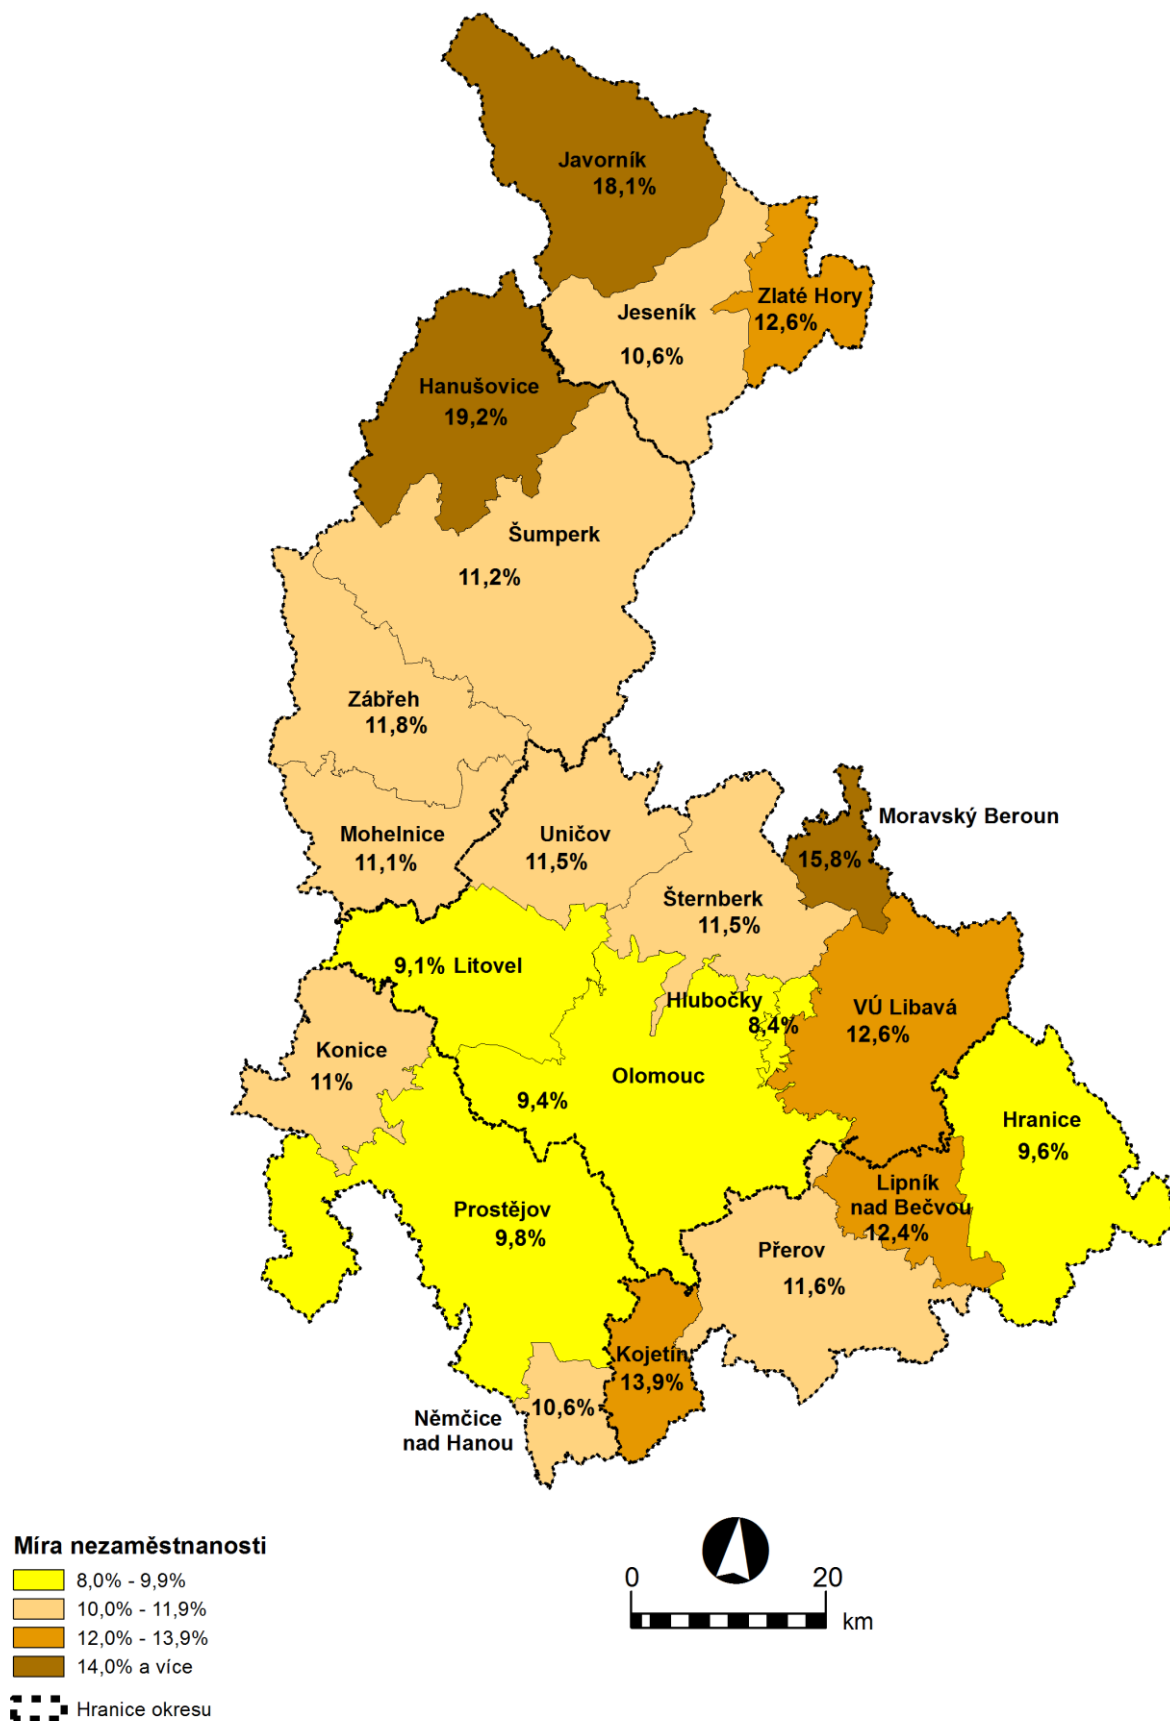 Javorník
18,1%
Zlaté Hory
12,6%
Jeseník
10,6%
Hanušovice
19,2%
Šumperk
11,2%
Zábřeh
11,8%
Mohelnice
11,1%
Uničov
11,5%
Moravský Beroun
15,8%
Šternberk
11,5%
9,1% Litovel
Hlubočky
8,4%
VÚ Libavá
12,6%
Konice
11%
Olomouc
9,4%
Hranice
9,6%
Lipník
nad Bečvou
12,4%
Prostějov
9,8%
Přerov
11,6%
Kojetín
13,9%
10,6%
Němčice
nad Hanou
Míra nezaměstnanosti
8,0% - 9,9%
10,0% - 11,9%
12,0% - 13,9%
14,0% a více
Hranice okresu
0 20
km